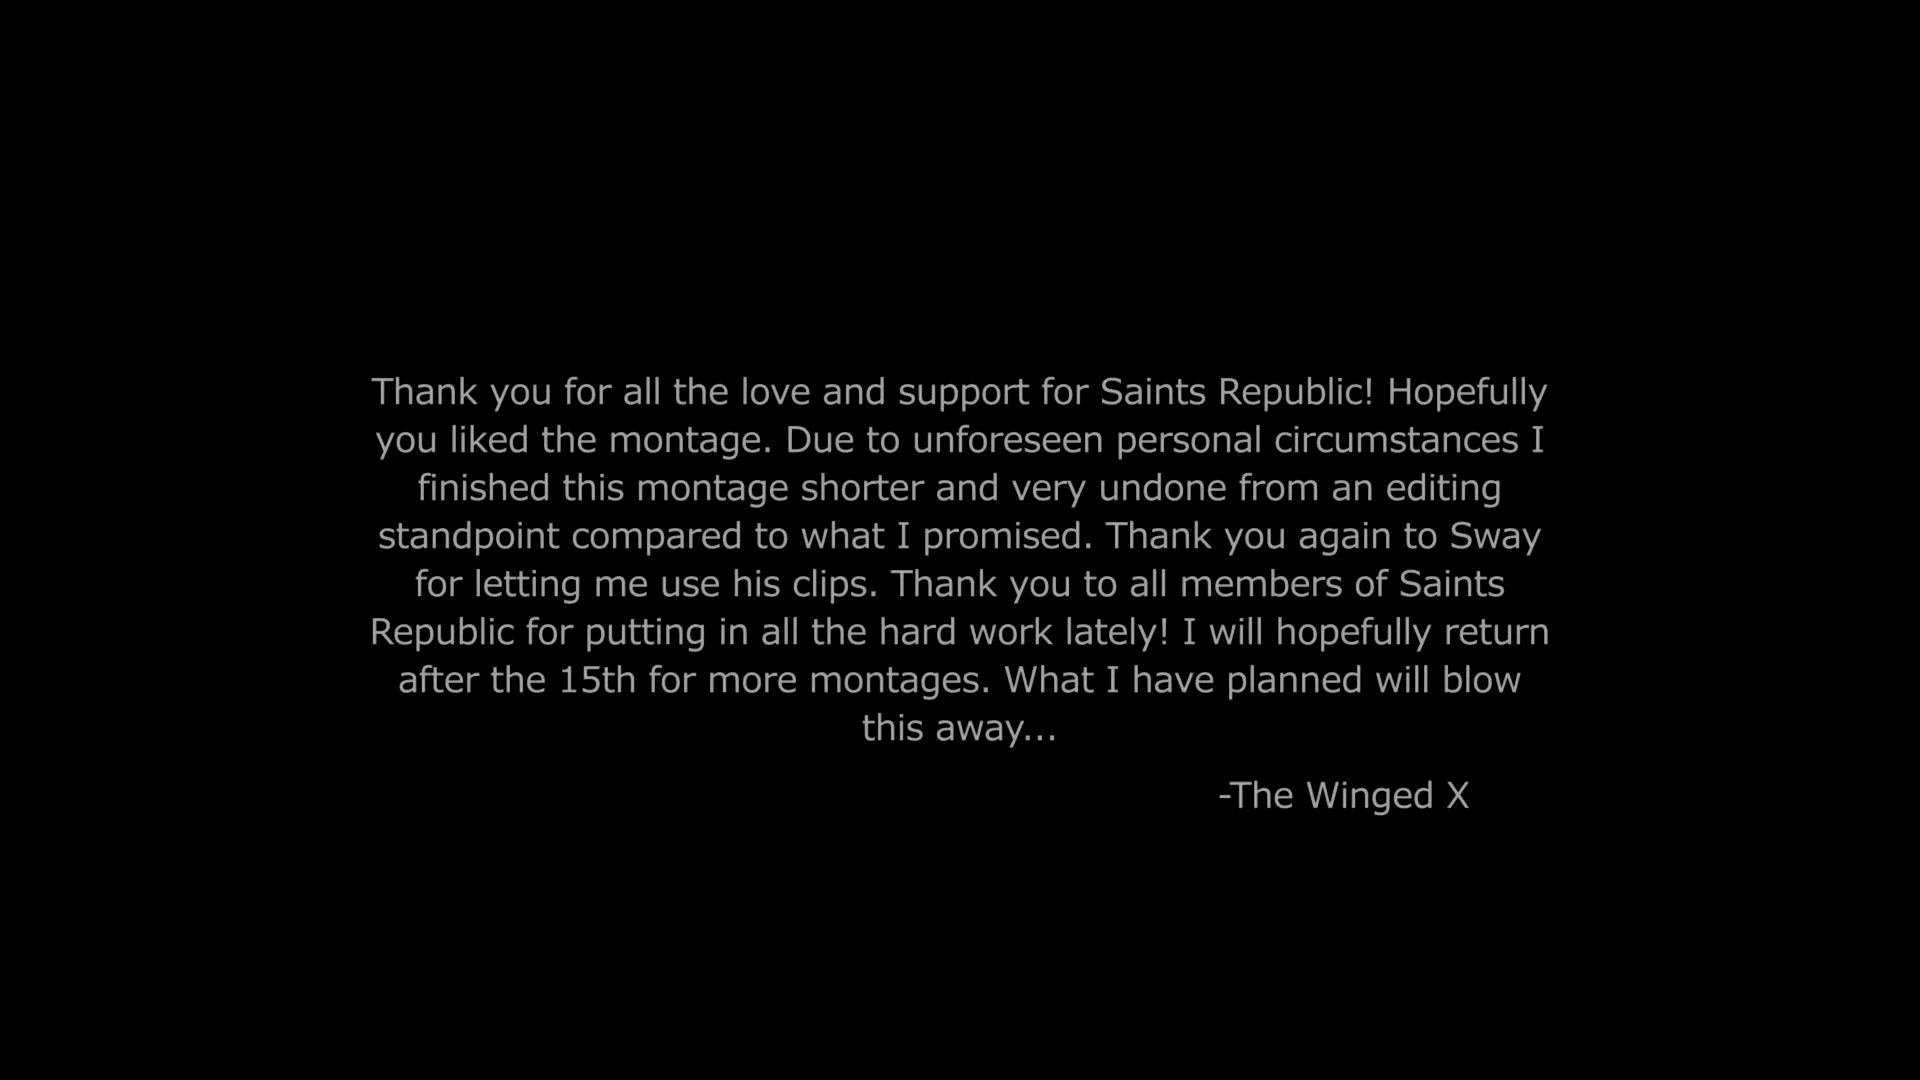 Thank you for all the love and support for Saints Republic! Hopefully
you liked the montage. Due to unforeseen personal circumstances I
finished this montage shorter and very undone from an editing
standpoint compared to what I promised. Thank you again to Sway
for letting me use his clips. Thank you to all members of Saints
Republic for putting in all the hard work lately! I will hopefully return
after the 15th for more montages. What I have planned will blow
this away...
-The Winged X